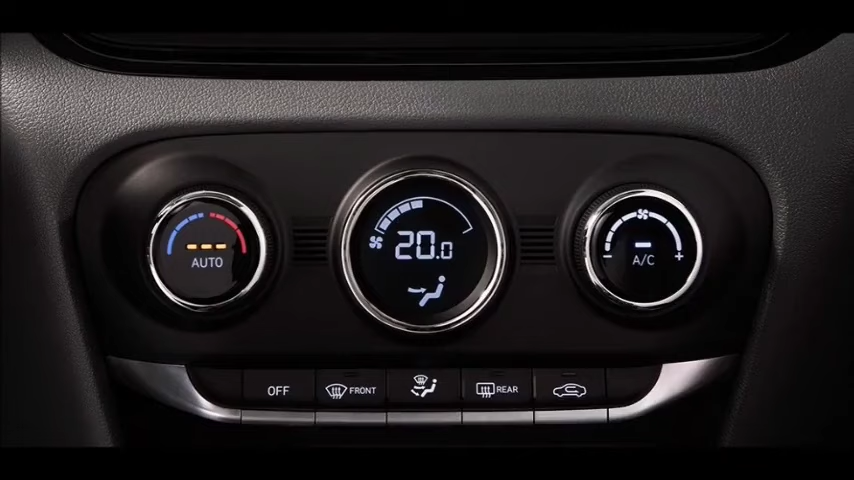 AUTO
20.0
- A/C +
OFF
FRONT
REAR